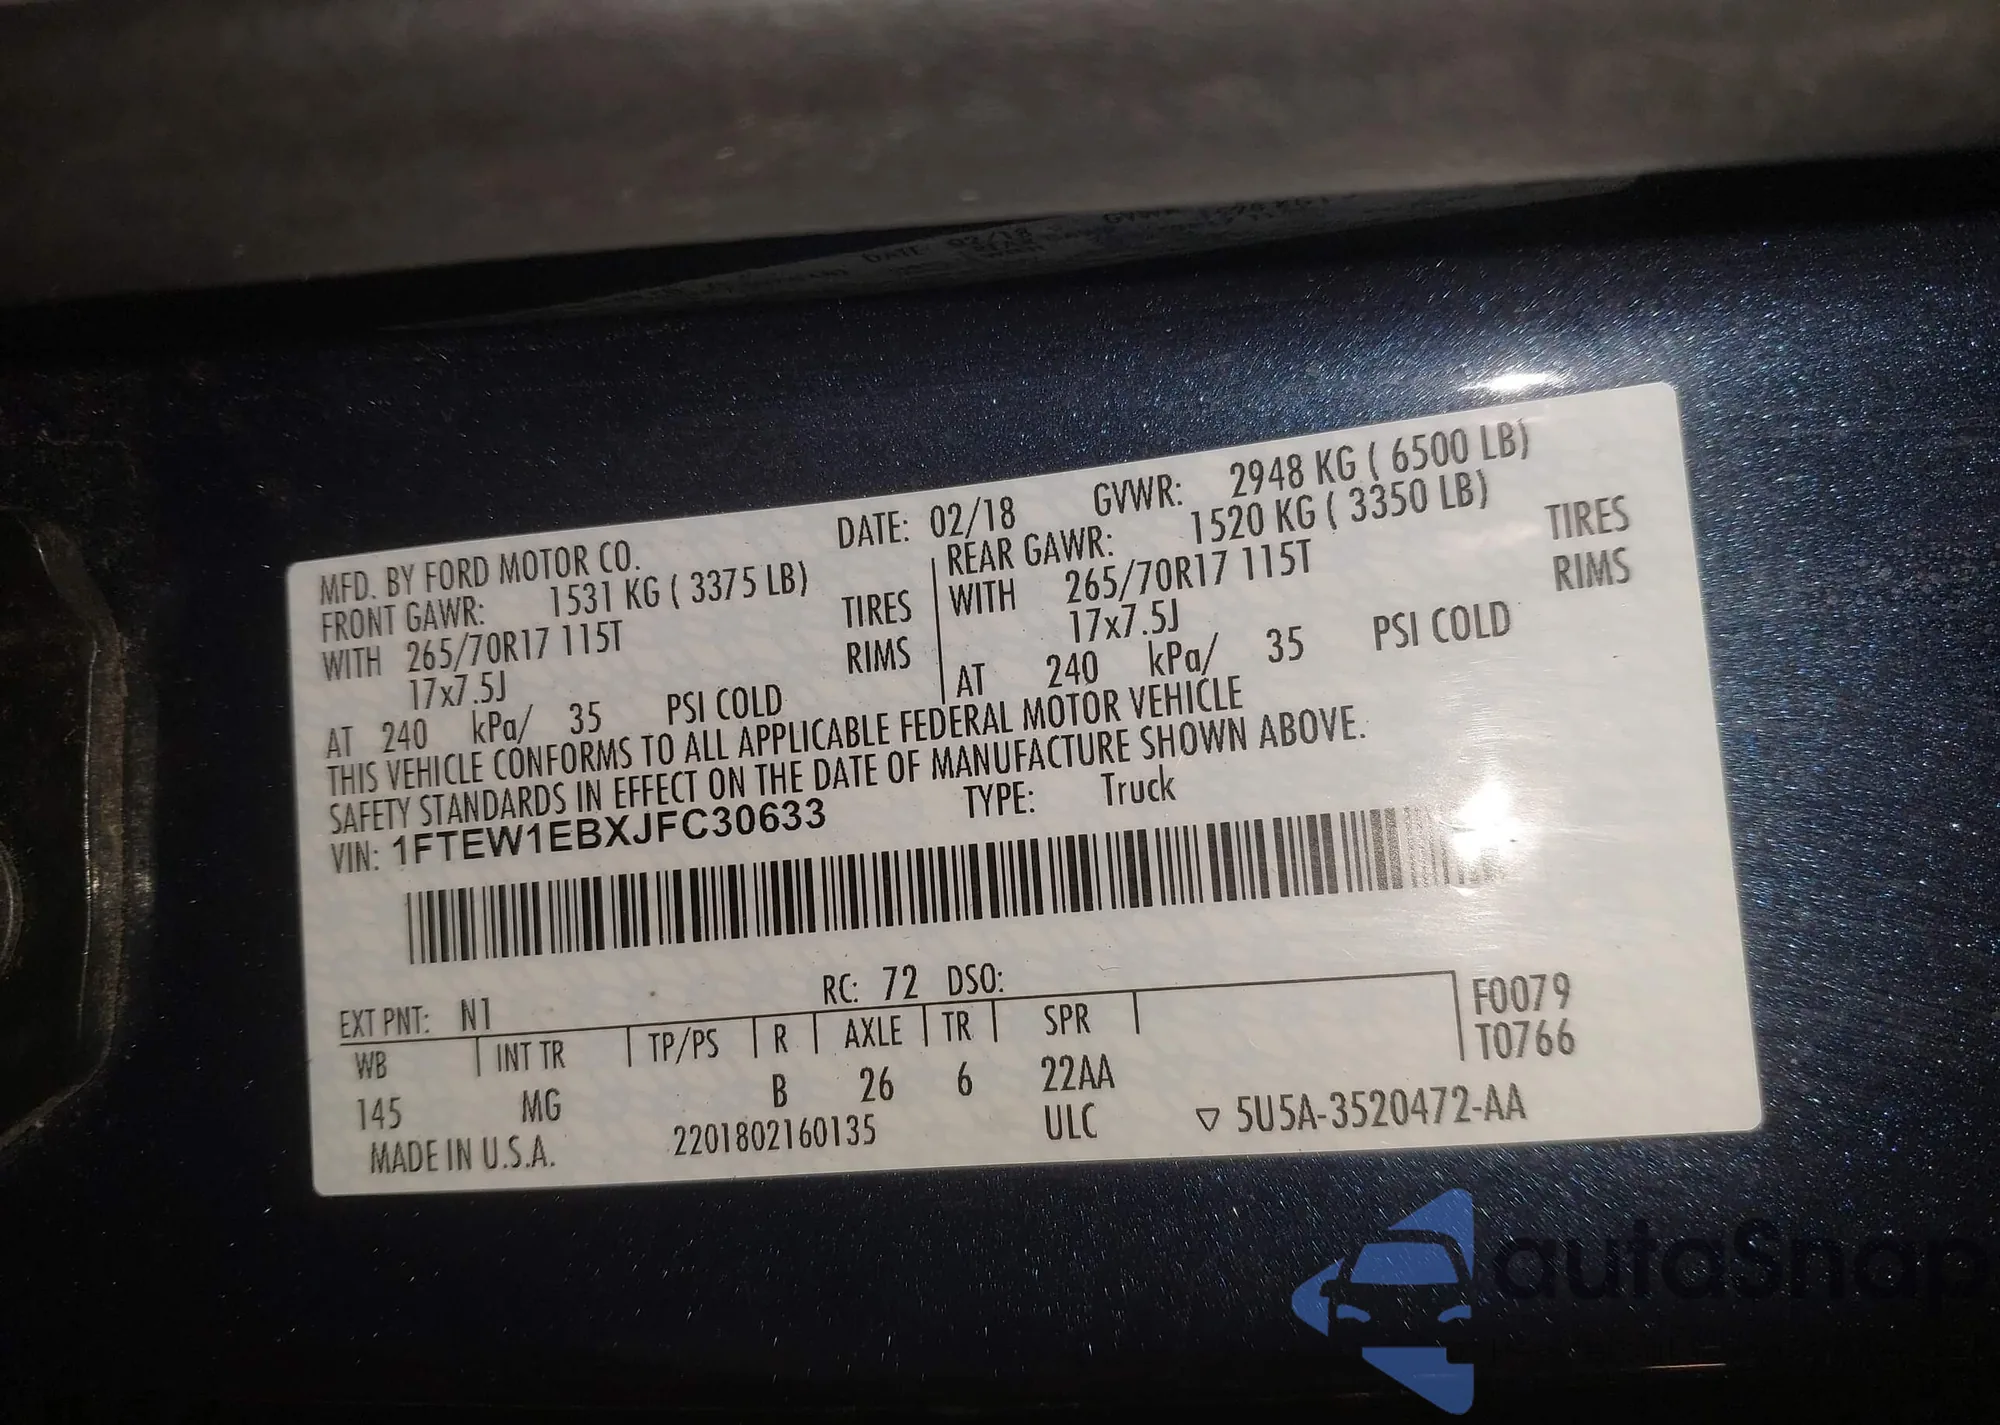 MFD. BY FORD MOTOR CO. DATE: 02/18 GVWR: 2948 KG ( 6500 LB)
FRONT GAWR: 1531 KG ( 3375 LB) REAR GAWR: 1520 KG ( 3350 LB)
WITH 265/70R17 115T TIRES WITH 265/70R17 115T TIRES
17x7.5J RIMS 17x7.5J RIMS
AT 240 kPa/ 35 PSI COLD AT 240 kPa/ 35 PSI COLD
THIS VEHICLE CONFORMS TO ALL APPLICABLE FEDERAL MOTOR VEHICLE
SAFETY STANDARDS IN EFFECT ON THE DATE OF MANUFACTURE SHOWN ABOVE.
VIN: 1FTEW1EBXJFC30633 TYPE: Truck
EXT PNT: N1 RC: 72 DSO: F0079
WB INT TR TP/PS R AXLE TR SPR T0766
145 MG B 26 6 22AA
MADE IN U.S.A. 2201802160135 ULC ▽ 5U5A-3520472-AA
autoSnap